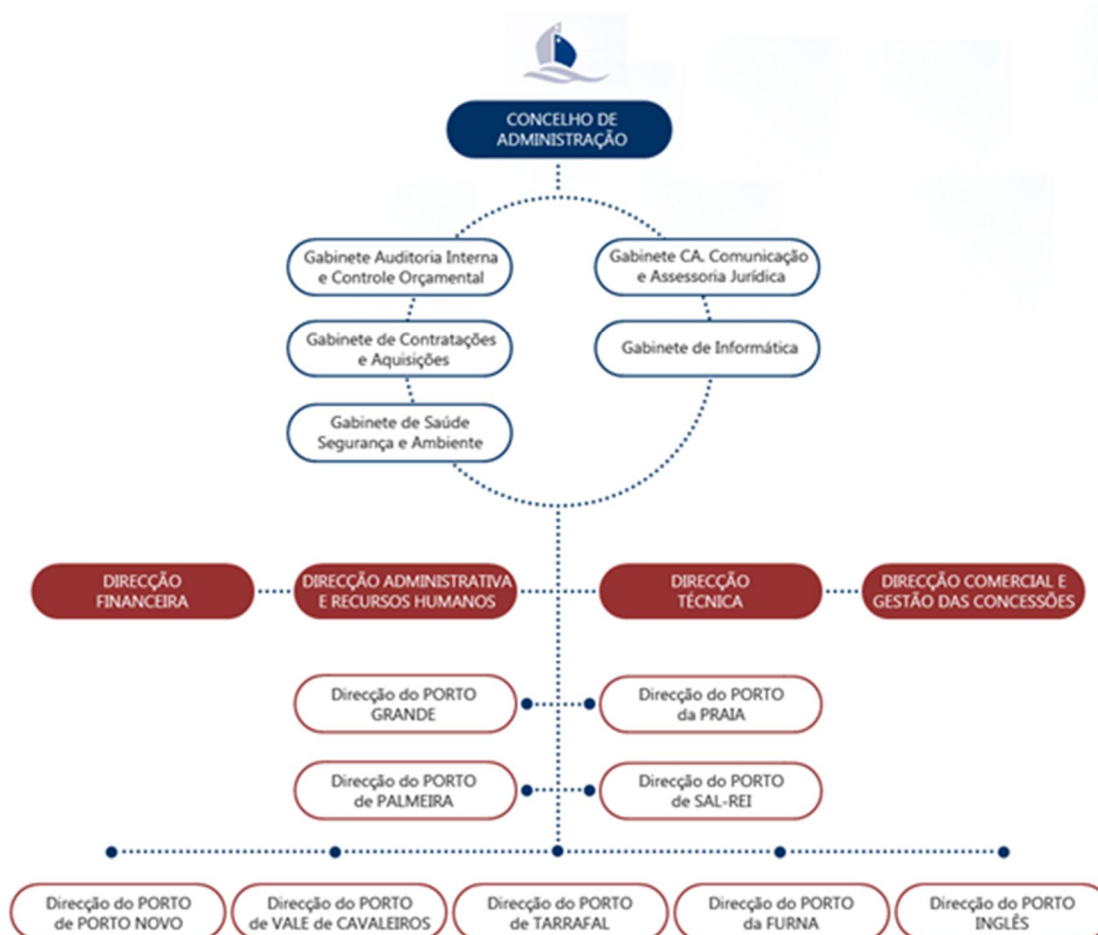 CONCELHO DE
ADMINISTRAÇÃO
Gabinete Auditoria Interna
e Controle Orçamental
Gabinete CA. Comunicação
e Assessoria Jurídica
Gabinete de Contratações
e Aquisições
Gabinete de Informática
Gabinete de Saúde
Segurança e Ambiente
DIRECÇÃO
FINANCEIRA
DIRECÇÃO ADMINISTRATIVA
E RECURSOS HUMANOS
DIRECÇÃO
TÉCNICA
DIRECÇÃO COMERCIAL E
GESTÃO DAS CONCESSÕES
Direcção do PORTO
GRANDE
Direcção do PORTO
da PRAIA
Direcção do PORTO
de PALMEIRA
Direcção do PORTO
de SAL-REI
Direcção do PORTO
de PORTO NOVO
Direcção do PORTO
de VALE de CAVALEIROS
Direcção do PORTO
de TARRAFAL
Direcção do PORTO
da FURNA
Direcção do PORTO
INGLÊS